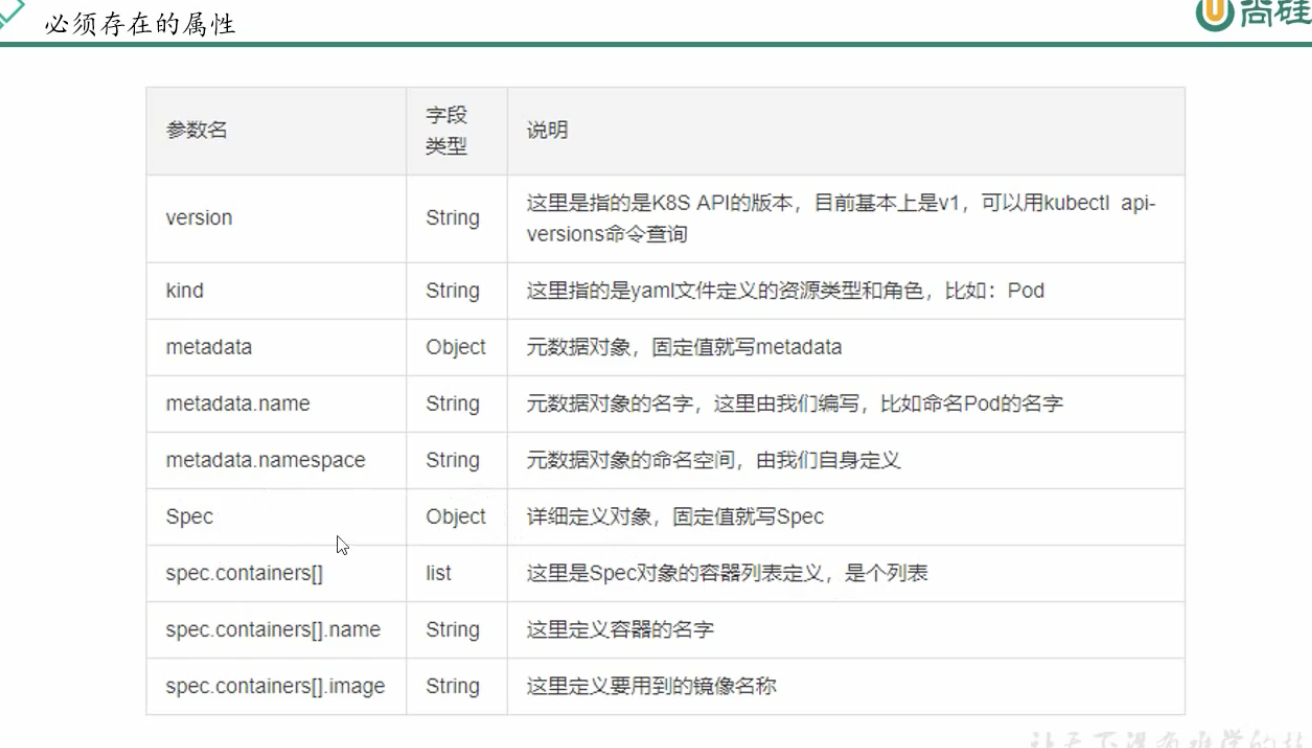 必须存在的属性
尚硅
参数名
字段
类型
说明
version
String
这里是指的是K8S API的版本，目前基本上是v1，可以用kubectl api-
versions命令查询
kind
String
这里指的是yaml文件定义的资源类型和角色，比如：Pod
metadata
Object
元数据对象，固定值就写metadata
metadata.name
String
元数据对象的名字，这里由我们编写，比如命名Pod的名字
metadata.namespace
String
元数据对象的命名空间，由我们自身定义
Spec
Object
详细定义对象，固定值就写Spec
spec.containers[]
list
这里是Spec对象的容器列表定义，是个列表
spec.containers[].name
String
这里定义容器的名字
spec.containers[].image
String
这里定义要用到的镜像名称